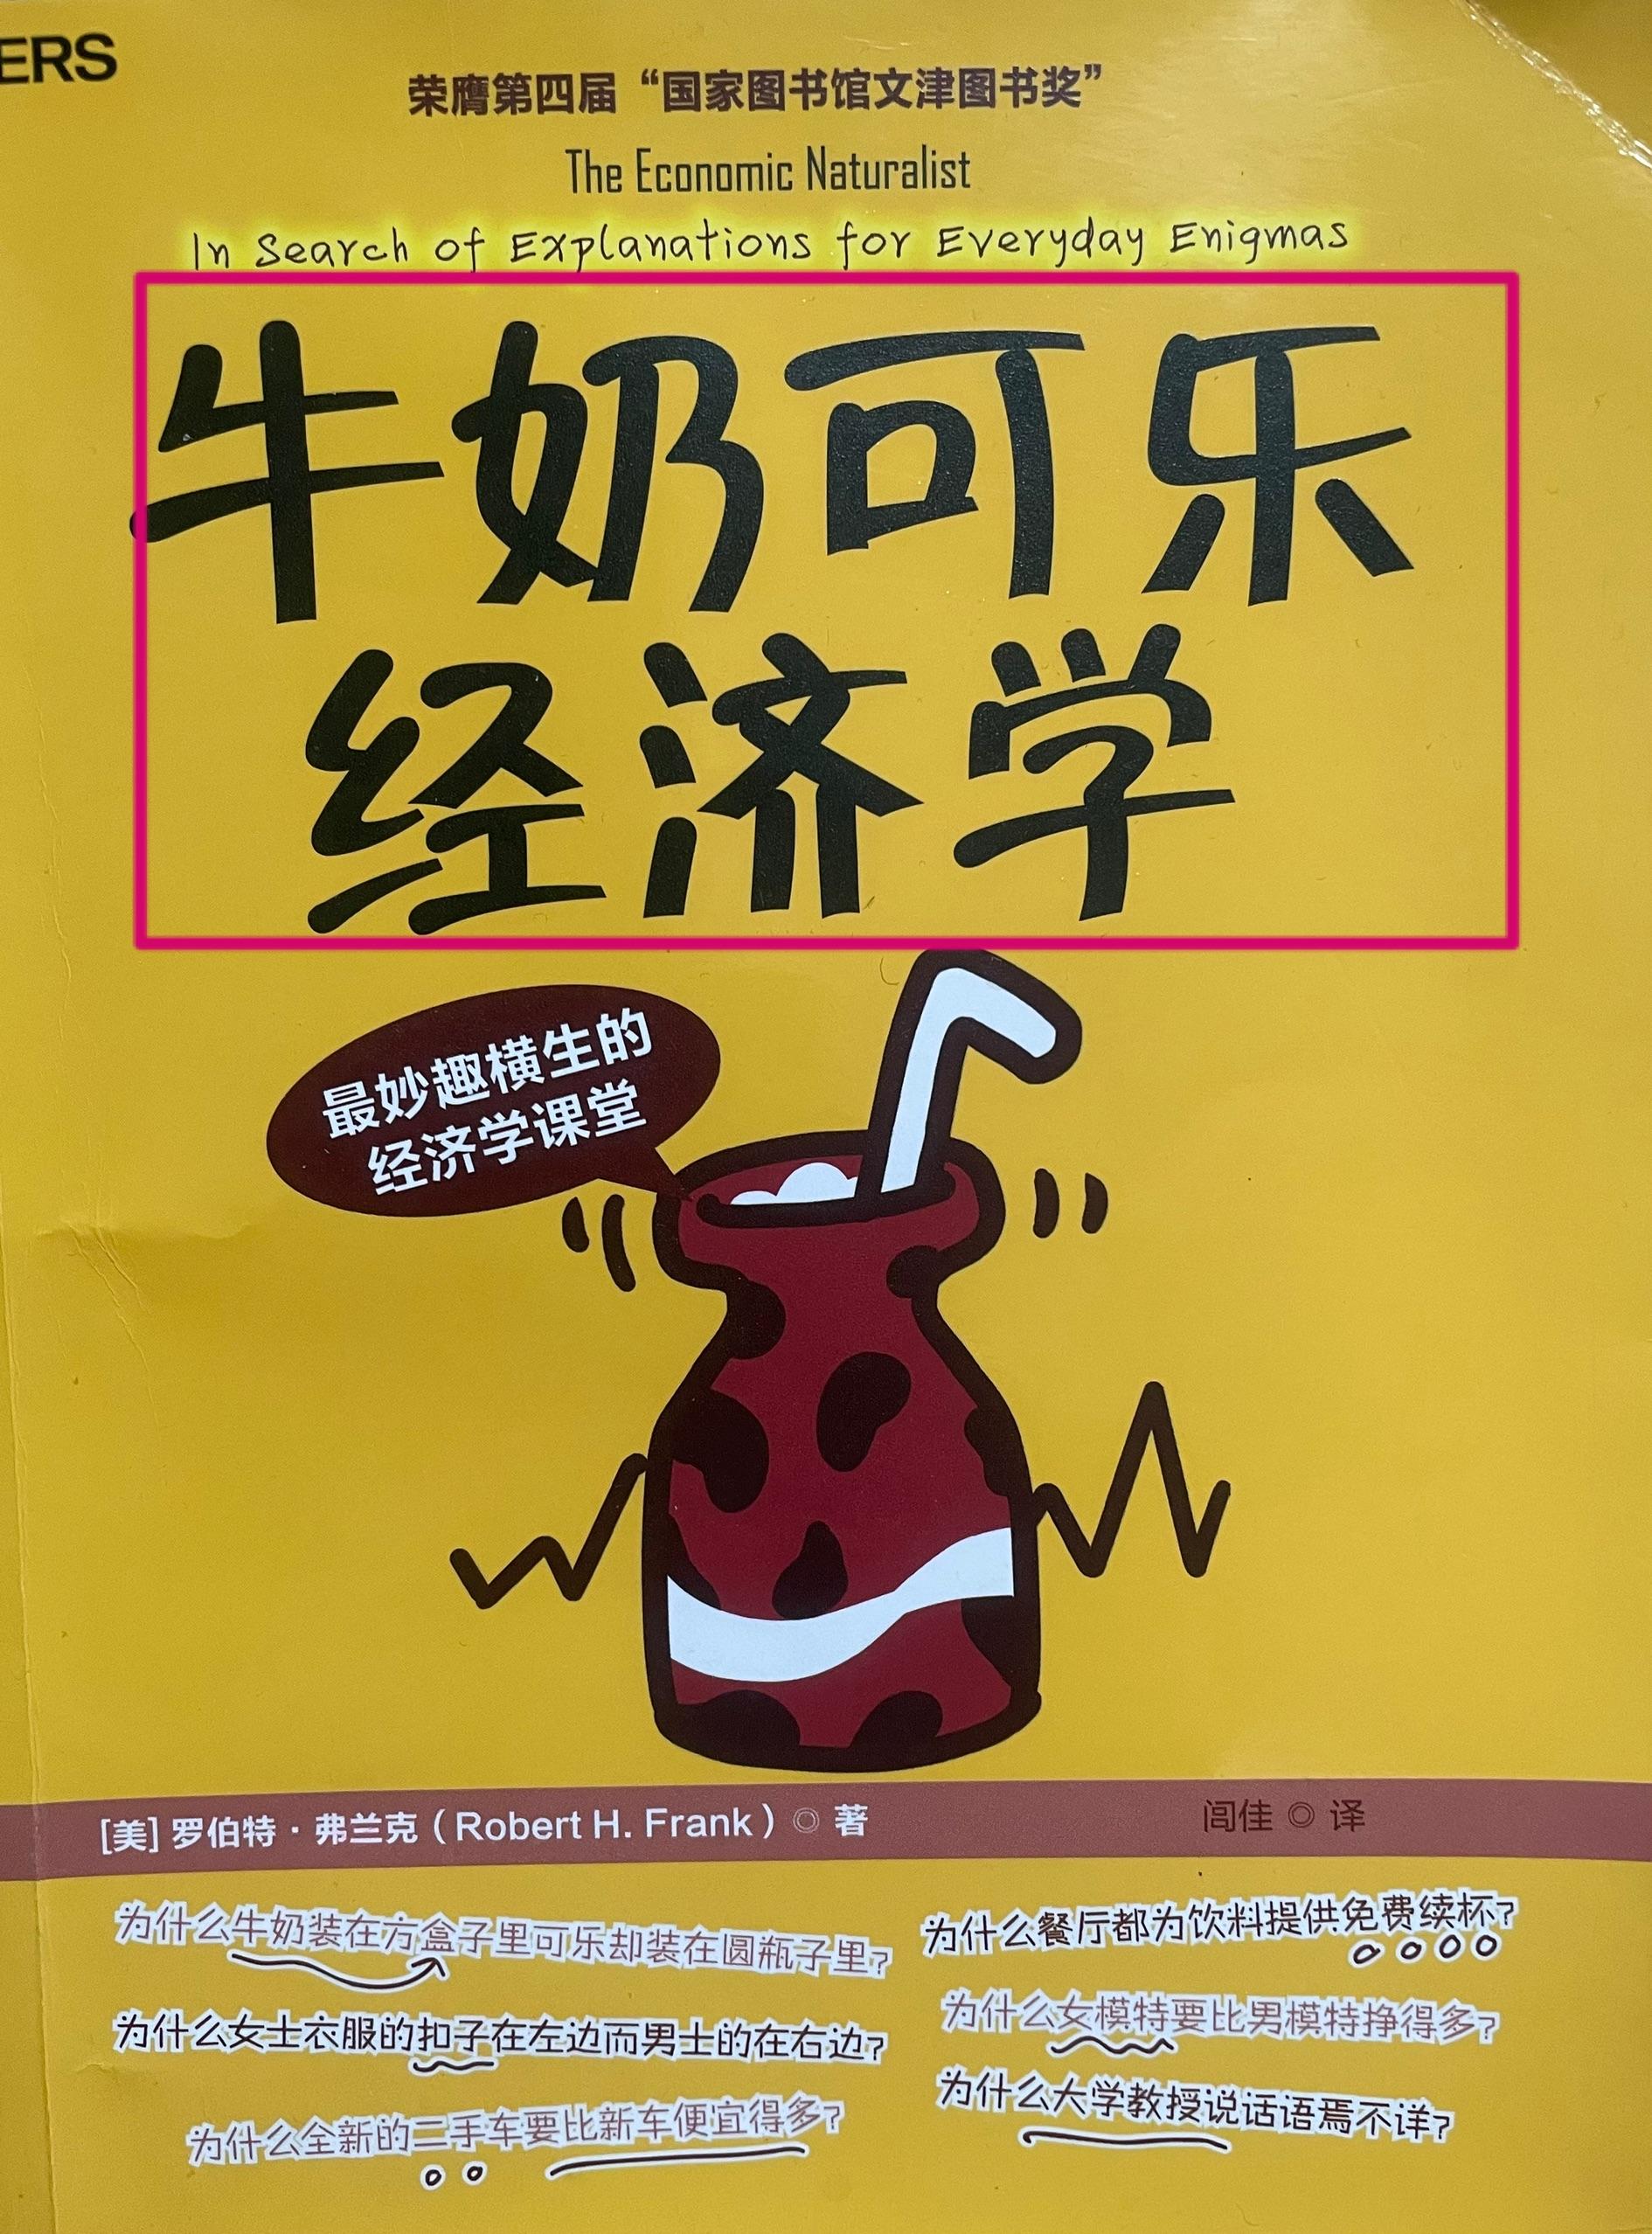 ERS
荣膺第四届“国家图书馆文津图书奖”
The Economic Naturalist
In Search of Explanations for Everyday Enigmas
牛奶可乐
经济学
最妙趣横生的
经济学课堂
[美] 罗伯特·弗兰克（Robert H. Frank）◎ 著
闾佳 ◎ 译
为什么牛奶装在方盒子里可乐却装在圆瓶子里?
为什么女士衣服的扣子在左边而男士的在右边?
为什么全新的二手车要比新车便宜得多?
为什么餐厅都为饮料提供免费续杯?
为什么女模特要比男模特挣得多?
为什么大学教授说话语焉不详?